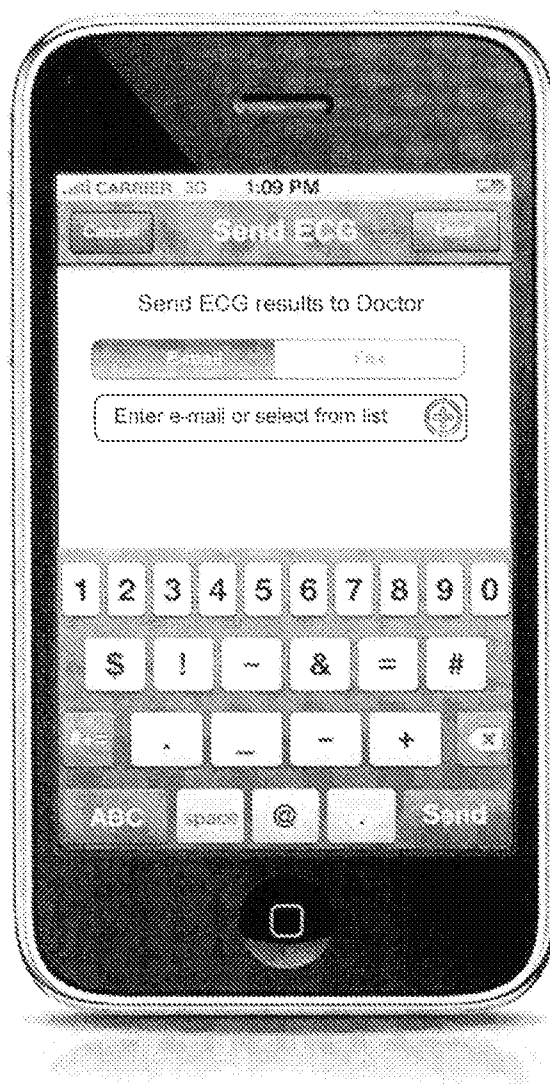 CARRIER 3G 1:09 PM
Cancel Send ECG
Send ECG results to Doctor
E-mail Fax
Enter e-mail or select from list
1 2 3 4 5 6 7 8 9 0
$ ! ~ & = #
#+= . _ - +
ABC space @ . Send